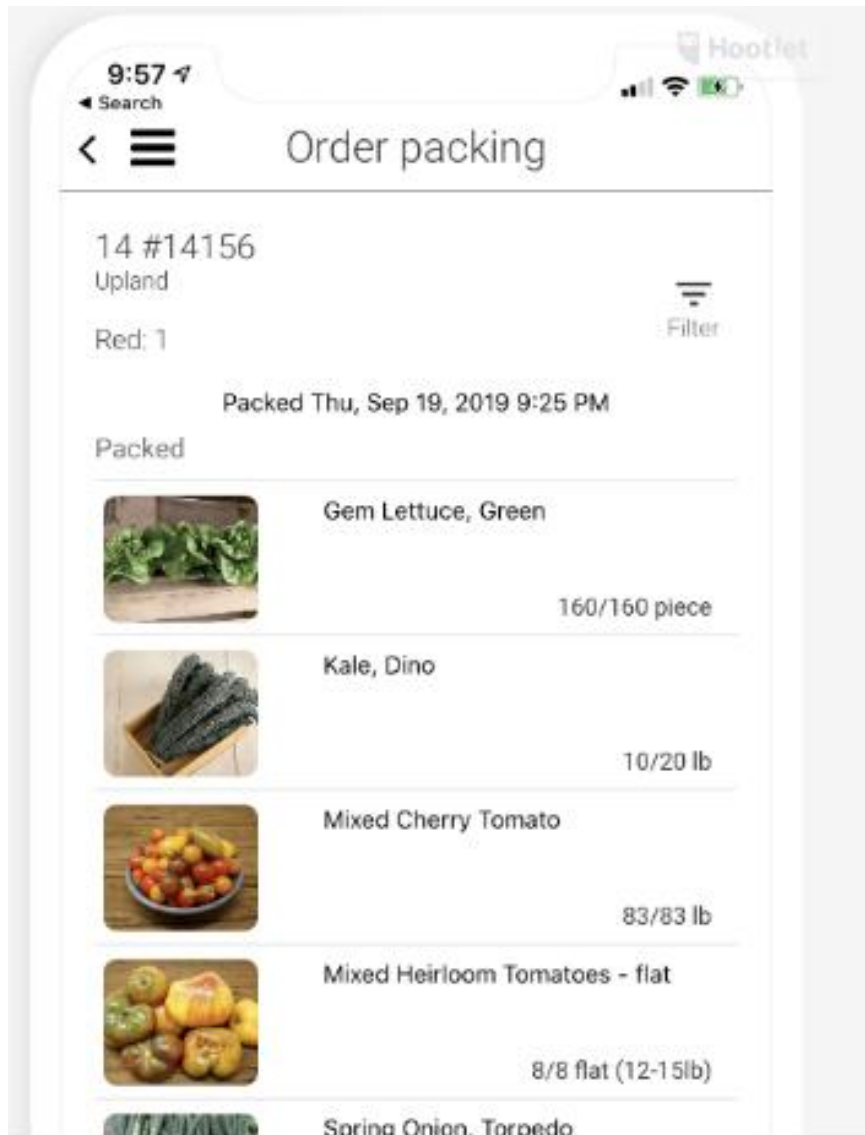 Hootlet
9:57
◀ Search
Order packing
14 #14156
Upland
Filter
Red: 1
Packed Thu, Sep 19, 2019 9:25 PM
Packed
Gem Lettuce, Green
160/160 piece
Kale, Dino
10/20 lb
Mixed Cherry Tomato
83/83 lb
Mixed Heirloom Tomatoes - flat
8/8 flat (12-15lb)
Spring Onion, Torpedo